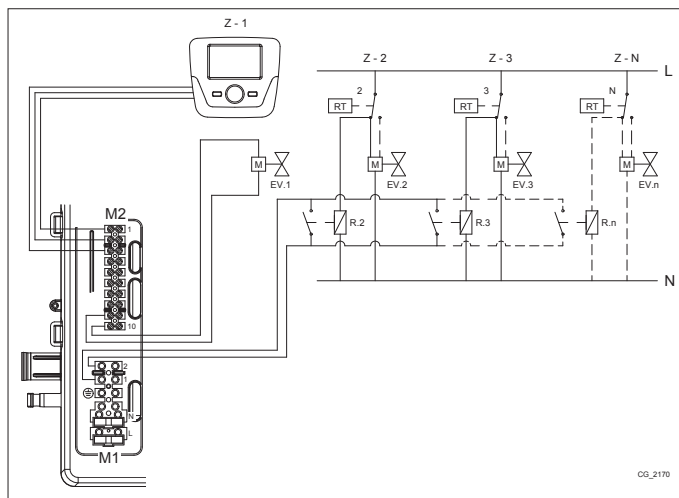 Z - 1
Z - 2
Z - 3
Z - N
L
2
3
N
RT
RT
RT
M
M
M
M
EV.1
EV.2
EV.3
EV.n
M2
1
R.2
R.3
R.n
N
10
2
1
N
L
M1
CG_2170